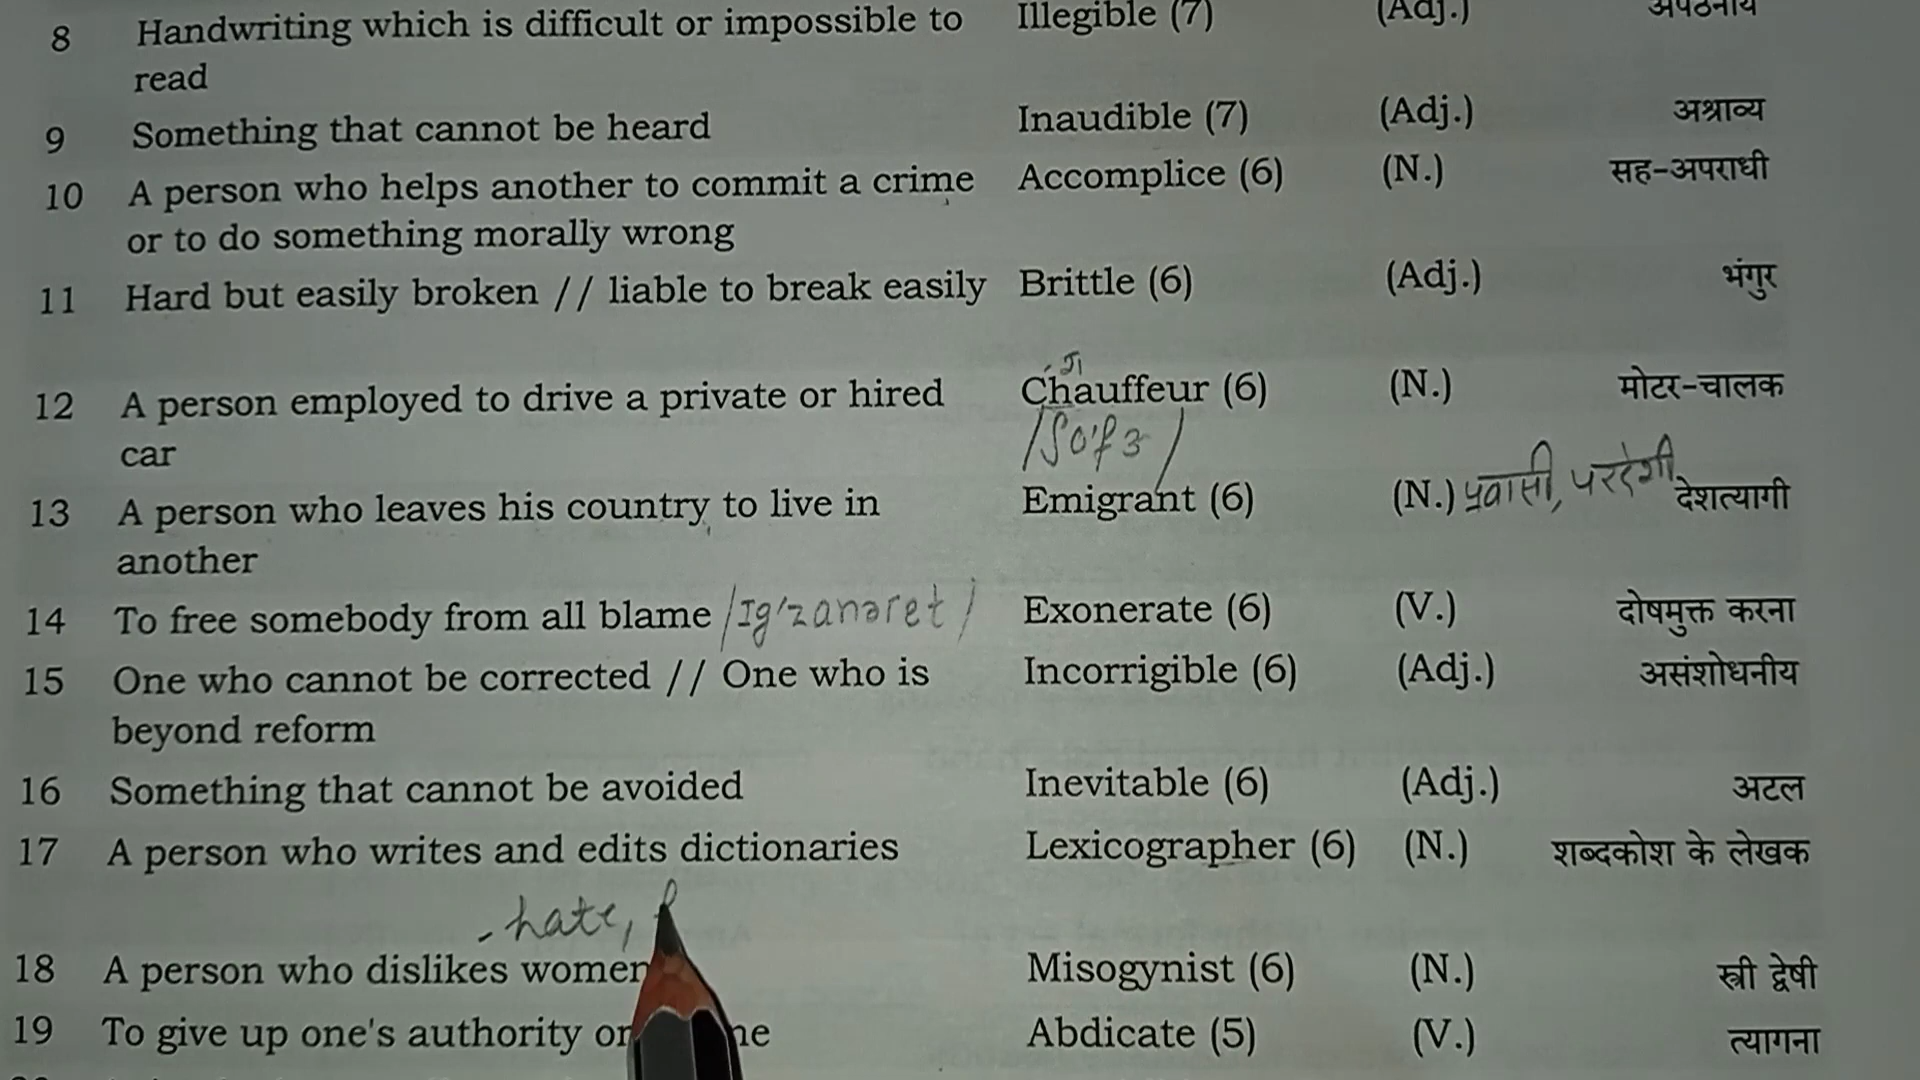 8 Handwriting which is difficult or impossible to Illegible (7) (Adj.) अपठनीय
read
9 Something that cannot be heard Inaudible (7) (Adj.) अश्राव्य
10 A person who helps another to commit a crime Accomplice (6) (N.) सह-अपराधी
or to do something morally wrong
11 Hard but easily broken // liable to break easily Brittle (6) (Adj.) भंगुर
12 A person employed to drive a private or hired Chauffeur (6) (N.) मोटर-चालक
car /ʃo'fɜ/
13 A person who leaves his country to live in Emigrant (6) (N.) प्रवासी, परदेशी देशत्यागी
another
14 To free somebody from all blame /Ig'zanəret/ Exonerate (6) (V.) दोषमुक्त करना
15 One who cannot be corrected // One who is Incorrigible (6) (Adj.) असंशोधनीय
beyond reform
16 Something that cannot be avoided Inevitable (6) (Adj.) अटल
17 A person who writes and edits dictionaries Lexicographer (6) (N.) शब्दकोश के लेखक
- hate,
18 A person who dislikes women Misogynist (6) (N.) स्त्री द्वेषी
19 To give up one's authority or Abdicate (5) (V.) त्यागना